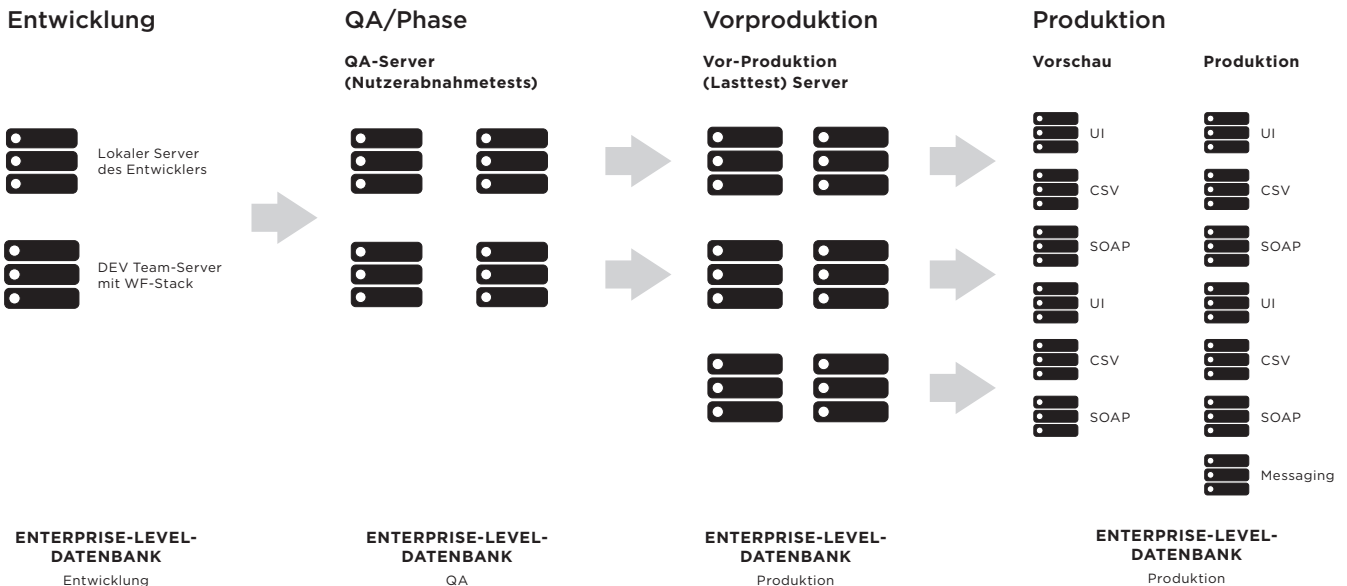 Entwicklung
QA/Phase
Vorproduktion
Produktion
QA-Server
(Nutzerabnahmetests)
Vor-Produktion
(Lasttest) Server
Vorschau
Produktion
Lokaler Server
des Entwicklers
DEV Team-Server
mit WF-Stack
UI
CSV
SOAP
UI
CSV
SOAP
UI
CSV
SOAP
UI
CSV
SOAP
Messaging
ENTERPRISE-LEVEL-
DATENBANK
Entwicklung
ENTERPRISE-LEVEL-
DATENBANK
QA
ENTERPRISE-LEVEL-
DATENBANK
Produktion
ENTERPRISE-LEVEL-
DATENBANK
Produktion